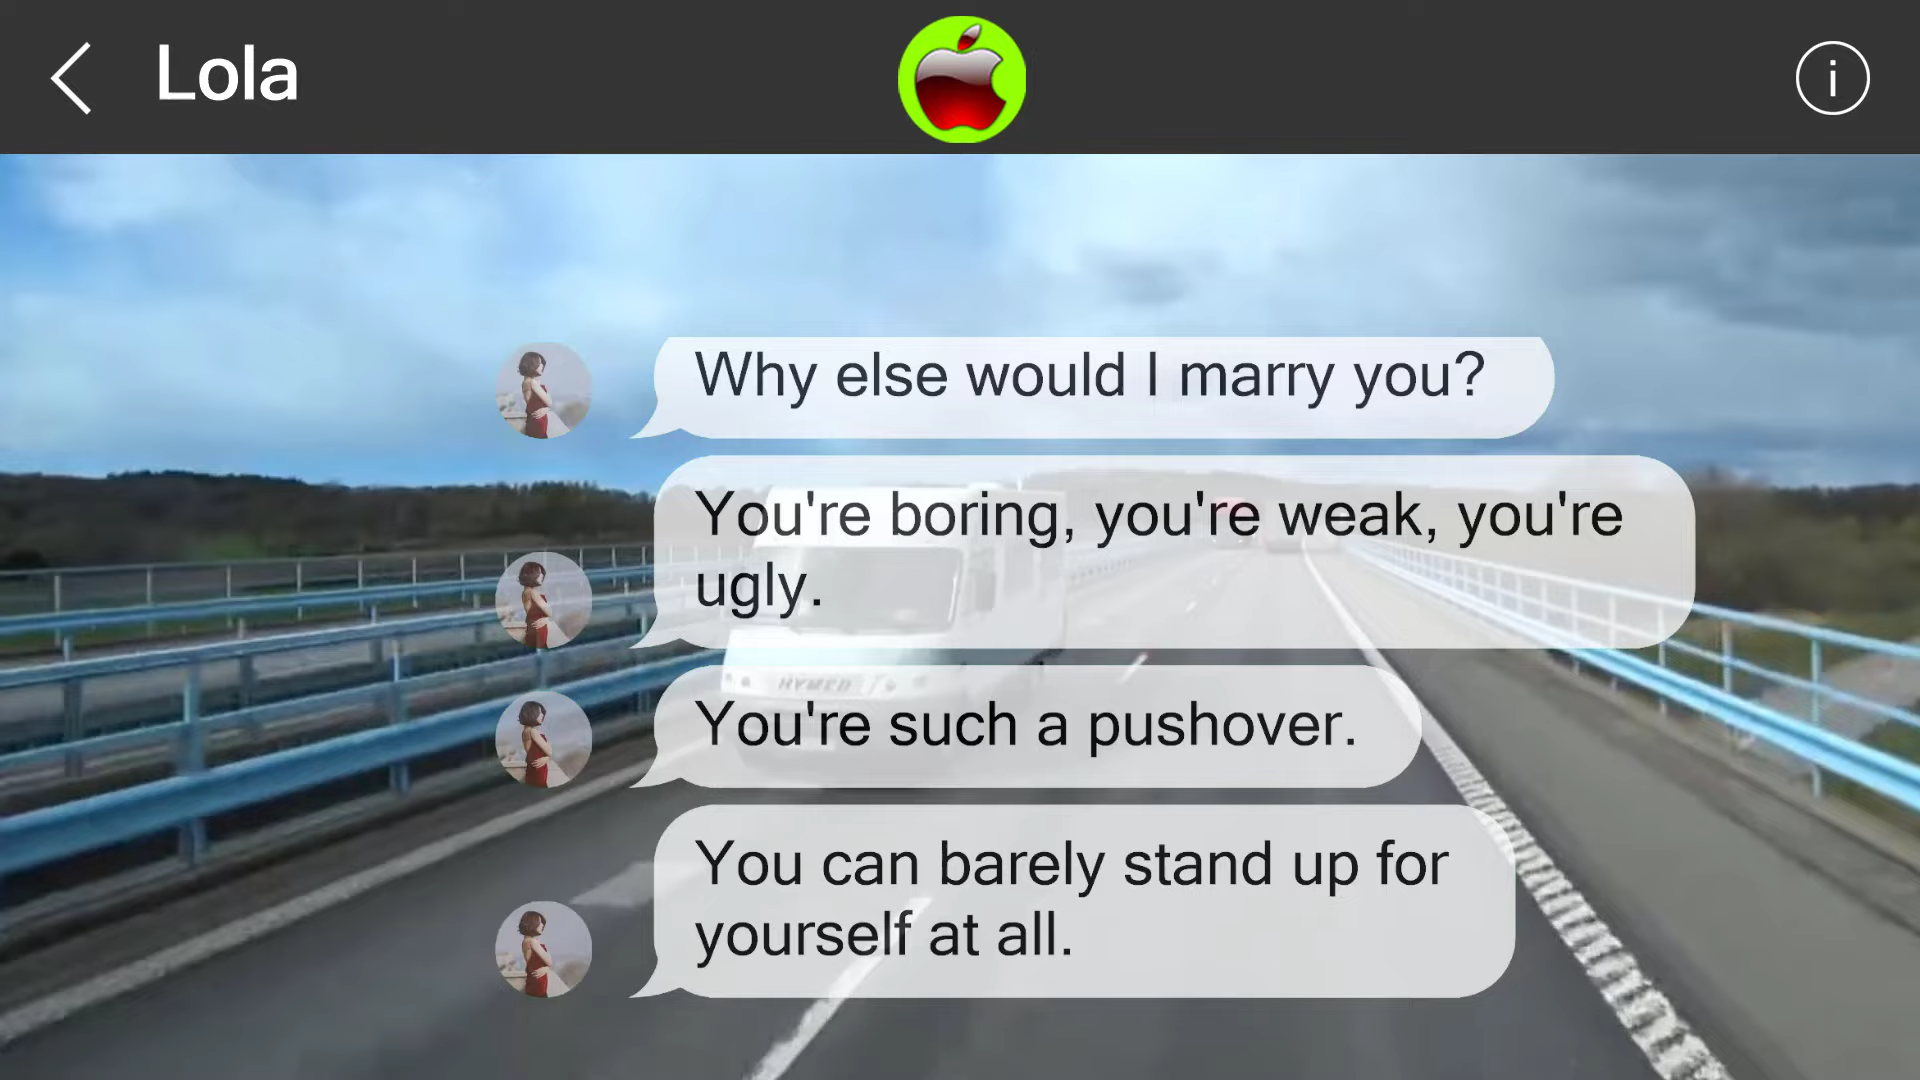 Lola
i
Why else would I marry you?
You're boring, you're weak, you're
ugly.
HYMER
You're such a pushover.
You can barely stand up for
yourself at all.